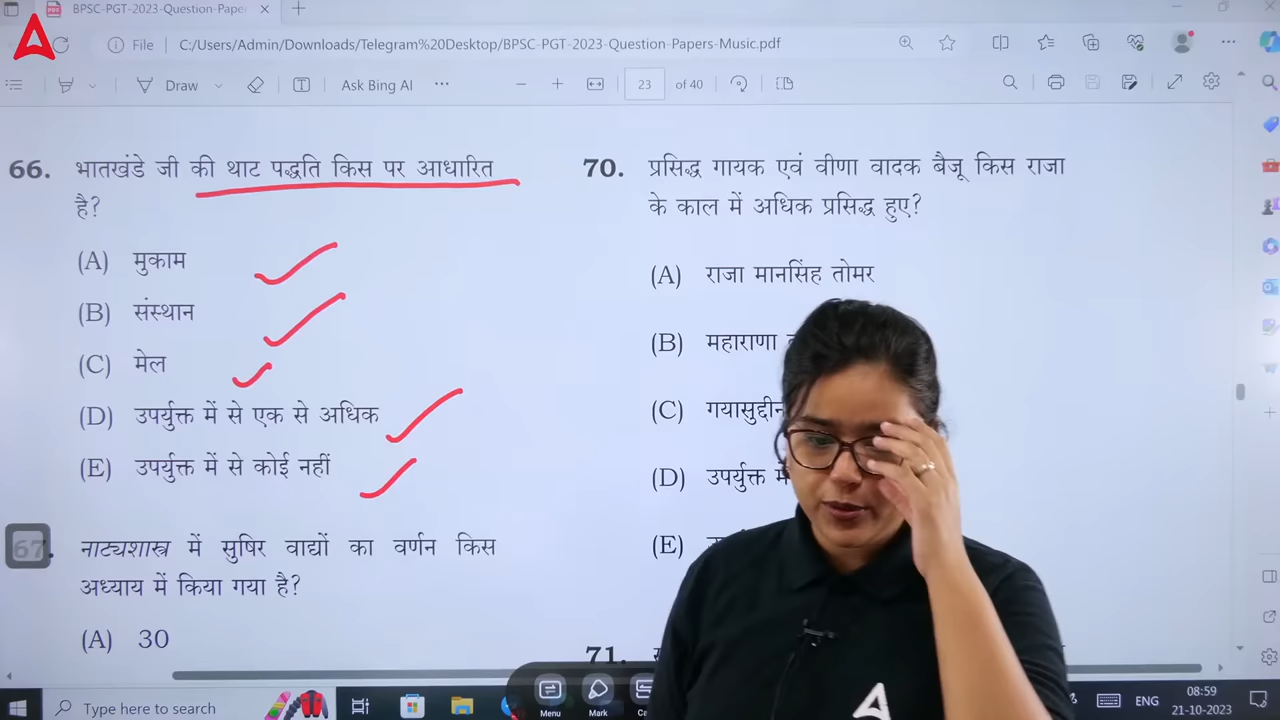 BPSC-PGT-2023-Question-Pape
File C:/Users/Admin/Downloads/Telegram%20Desktop/BPSC-PGT-2023-Question-Papers-Music.pdf
Draw Ask Bing AI 23 of 40
66. भातखंडे जी की थाट पद्धति किस पर आधारित
है?
(A) मुकाम
(B) संस्थान
(C) मेल
(D) उपर्युक्त में से एक से अधिक
(E) उपर्युक्त में से कोई नहीं
67. नाट्यशास्त्र में सुषिर वाद्यों का वर्णन किस
अध्याय में किया गया है?
(A) 30
70. प्रसिद्ध गायक एवं वीणा वादक बैजू किस राजा
के काल में अधिक प्रसिद्ध हुए?
(A) राजा मानसिंह तोमर
(B) महाराणा
(C) गयासुद्दीन
(D) उपर्युक्त में
(E)
71.
Menu Mark
Type here to search
ENG 08:59
21-10-2023